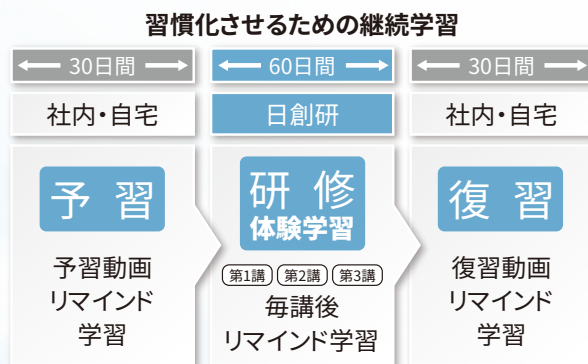 習慣化させるための継続学習
30日間
60日間
30日間
社内・自宅
日創研
社内・自宅
予習
予習動画
リマインド
学習
研修
体験学習
第1講 第2講 第3講
毎講後
リマインド学習
復習
復習動画
リマインド
学習